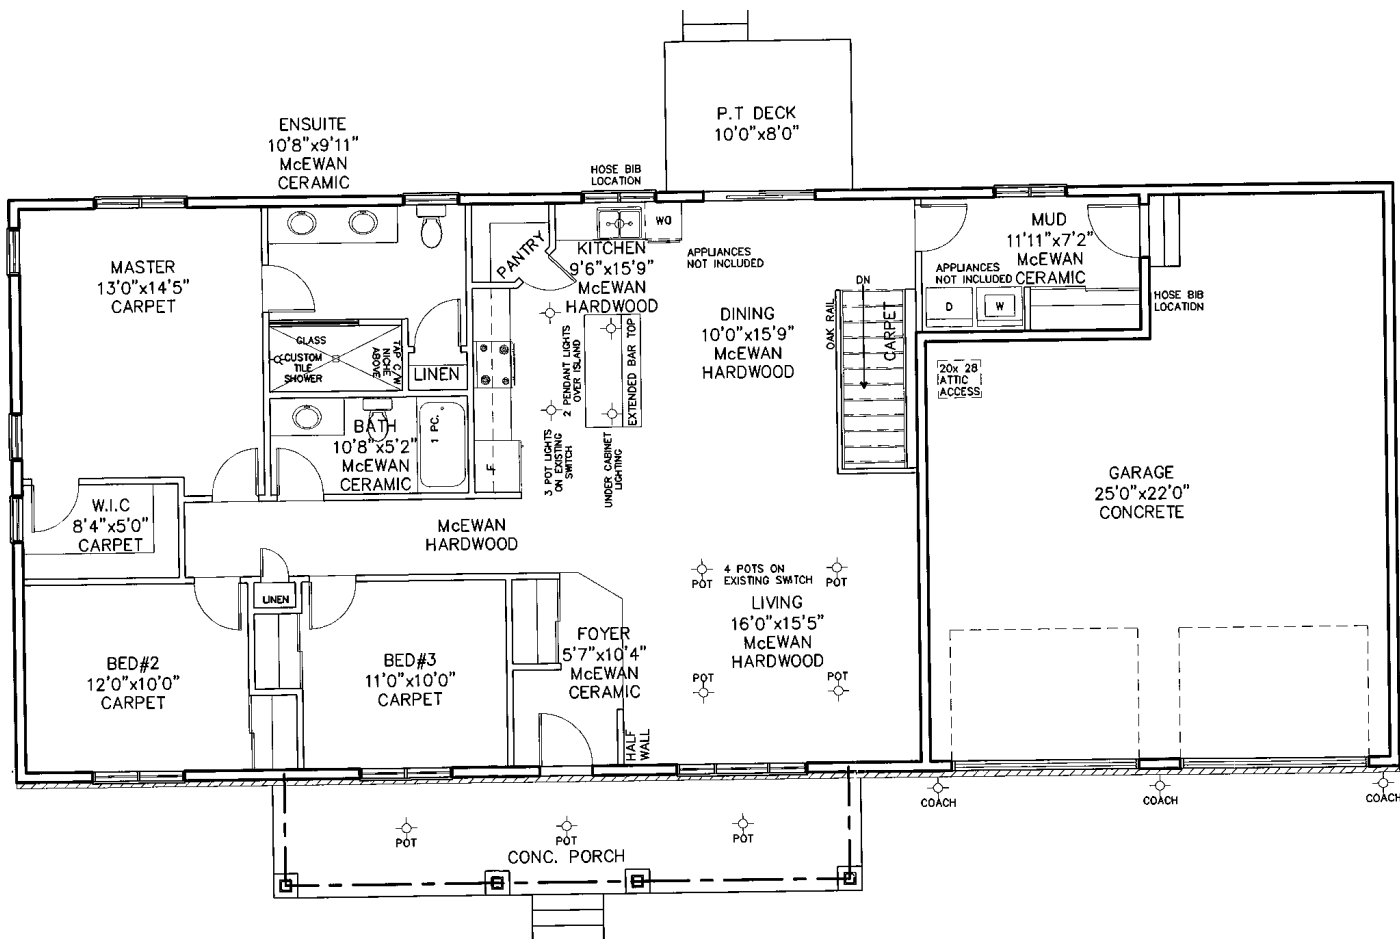 P.T DECK
10'0"x8'0"
ENSUITE
10'8"x9'11"
McEWAN
CERAMIC
HOSE BIB
LOCATION
MASTER
13'0"x14'5"
CARPET
PANTRY
KITCHEN
9'6"x15'9"
McEWAN
HARDWOOD
DW
APPLIANCES
NOT INCLUDED
MUD
11'11"x7'2"
McEWAN
CERAMIC
APPLIANCES
NOT INCLUDED
D
W
HOSE BIB
LOCATION
DINING
10'0"x15'9"
McEWAN
HARDWOOD
DN
OAK RAIL
CARPET
20x 28
ATTIC
ACCESS
GLASS
CUSTOM
TILE
SHOWER
TAP C/W
NICHE
ABOVE
LINEN
2 PENDANT LIGHTS
OVER ISLAND
EXTENDED BAR TOP
BATH
10'8"x5'2"
McEWAN
CERAMIC
1 PC.
F
3 POT LIGHTS
ON EXISTING
SWITCH
UNDER CABINET
LIGHTING
GARAGE
25'0"x22'0"
CONCRETE
W.I.C
8'4"x5'0"
CARPET
McEWAN
HARDWOOD
POT
4 POTS ON
EXISTING SWITCH
POT
LINEN
LIVING
16'0"x15'5"
McEWAN
HARDWOOD
FOYER
5'7"x10'4"
McEWAN
CERAMIC
BED#2
12'0"x10'0"
CARPET
BED#3
11'0"x10'0"
CARPET
POT
POT
HALF
WALL
COACH
COACH
COACH
POT
POT
POT
CONC. PORCH